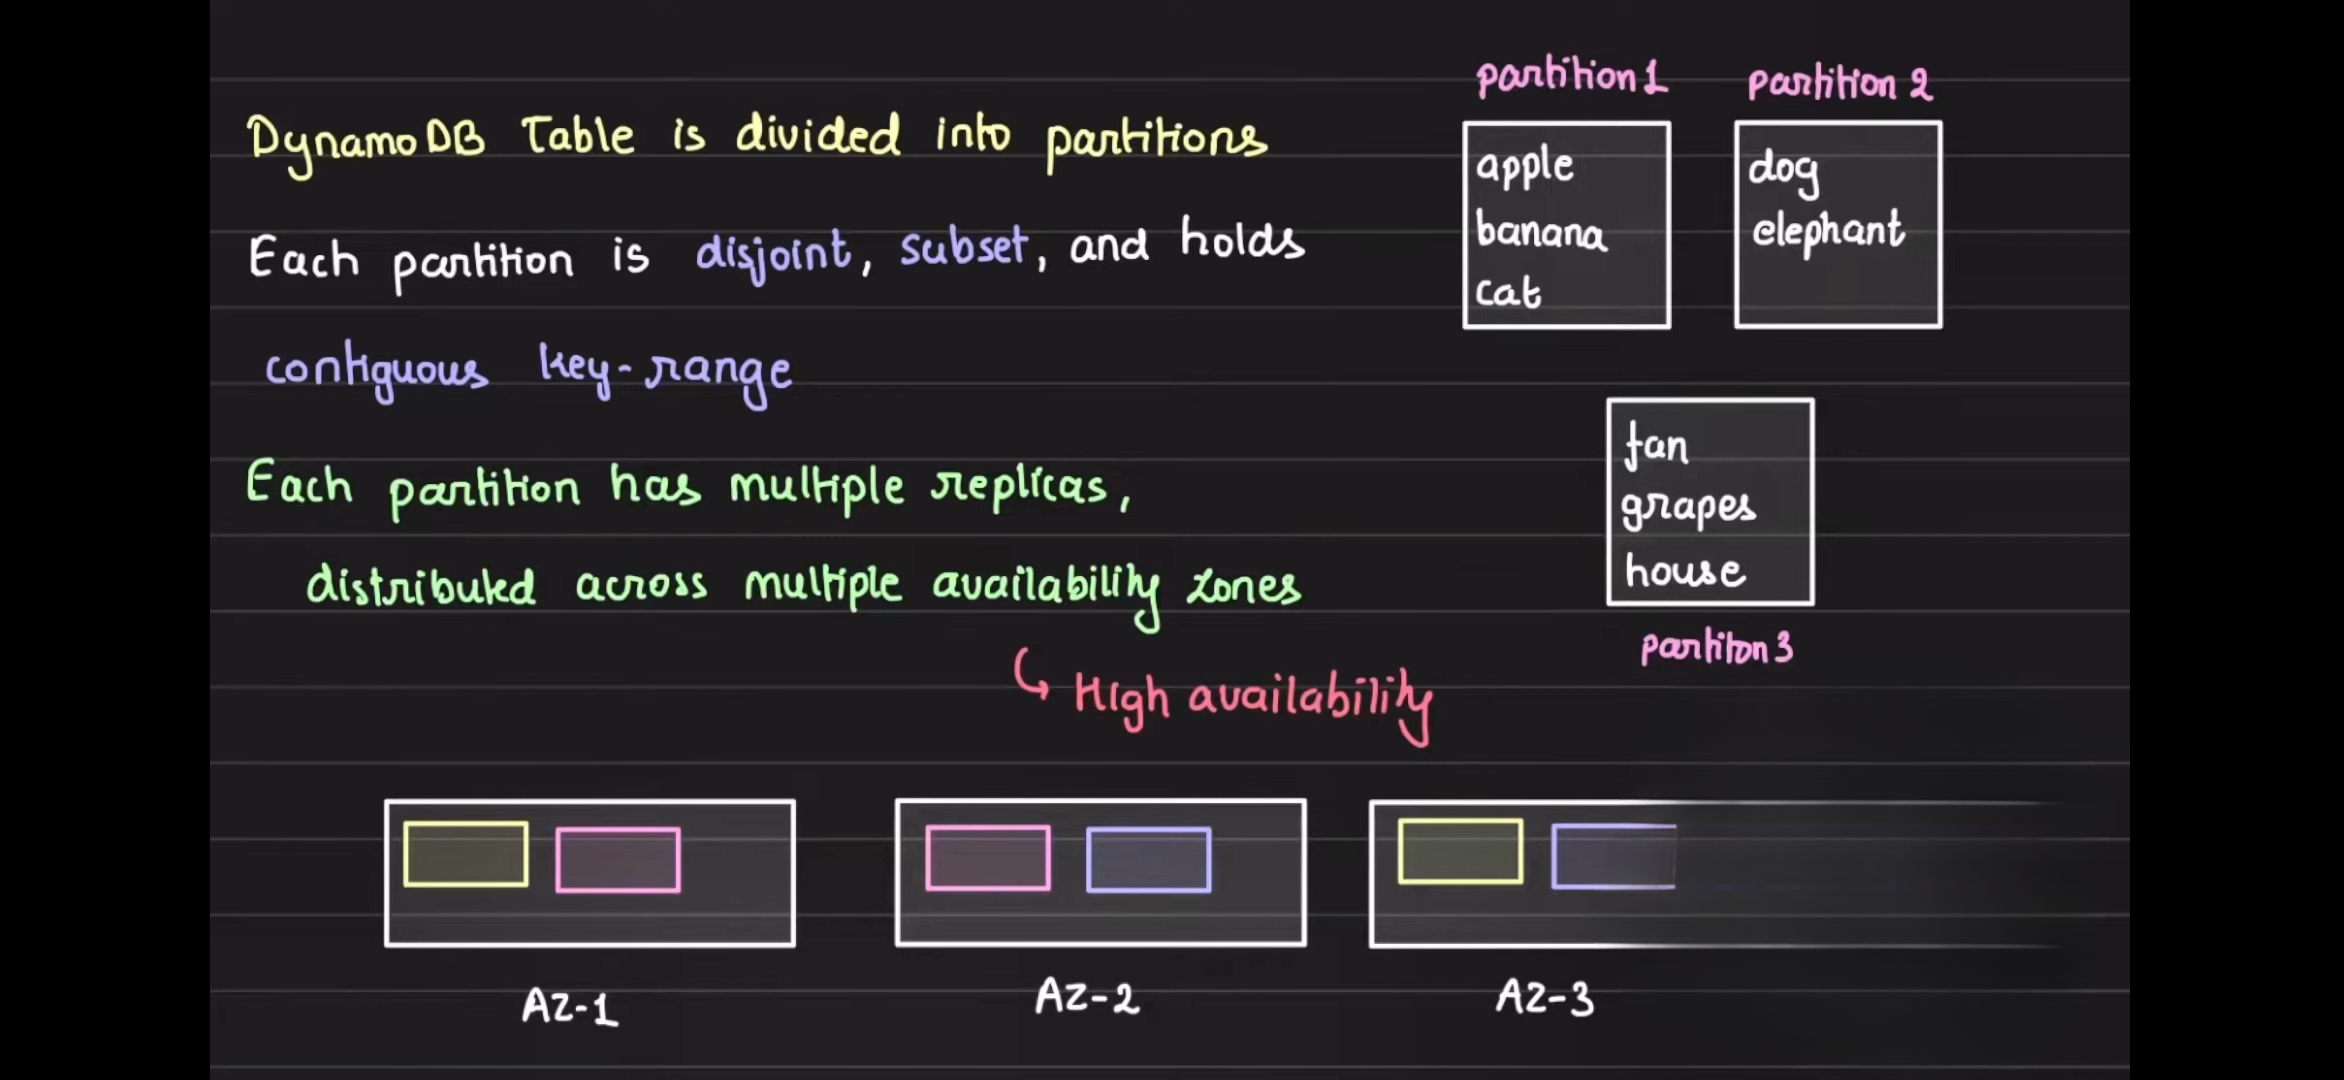 DynamoDB Table is divided into partitions
Each partition is disjoint, subset, and holds
contiguous key-range
Each partition has multiple replicas,
distributed across multiple availability zones
High availability
partition 1
apple
banana
cat
partition 2
dog
elephant
fan
grapes
house
partiton 3
AZ-1
AZ-2
AZ-3